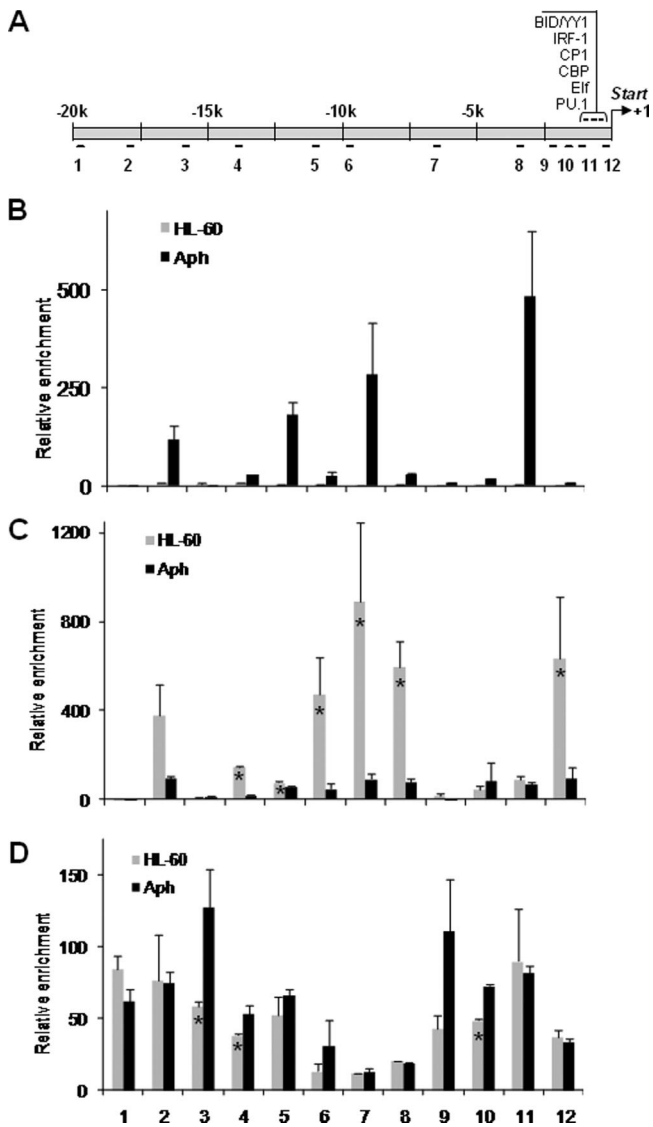 A
BID/YY1
IRF-1
CP1
CBP
Elf
PU.1
Start
-20k -15k -10k -5k +1
1 2 3 4 5 6 7 8 9 10 11 12
B
HL-60
Aph
Relative enrichment
500
250
0
C
HL-60
Aph
Relative enrichment
1200
800
400
0
* * * * * *
D
HL-60
Aph
Relative enrichment
150
100
50
0
* * *
1 2 3 4 5 6 7 8 9 10 11 12